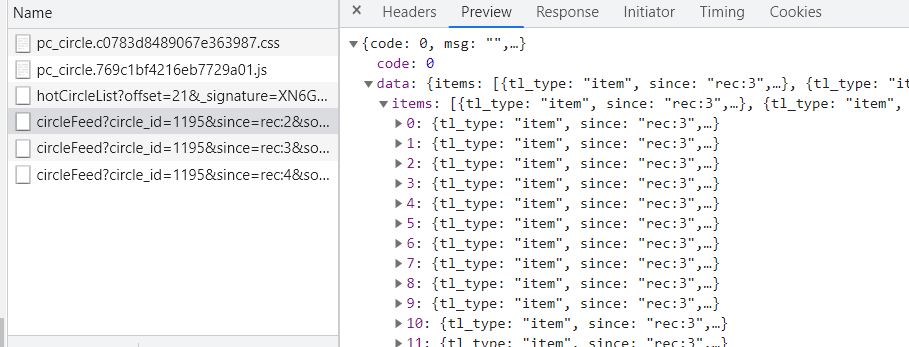 Name
pc_circle.c0783d8489067e363987.css
pc_circle.769c1bf4216eb7729a01.js
hotCircleList?offset=21&_signature=XN6G...
circleFeed?circle_id=1195&since=rec:2&so...
circleFeed?circle_id=1195&since=rec:3&so...
circleFeed?circle_id=1195&since=rec:4&so...
× Headers Preview Response Initiator Timing Cookies
▼{code: 0, msg: "",…}
code: 0
▼data: {items: [{tl_type: "item", since: "rec:3",…}, {tl_type: "it
▼items: [{tl_type: "item", since: "rec:3",…}, {tl_type: "item",
▶0: {tl_type: "item", since: "rec:3",…}
▶1: {tl_type: "item", since: "rec:3",…}
▶2: {tl_type: "item", since: "rec:3",…}
▶3: {tl_type: "item", since: "rec:3",…}
▶4: {tl_type: "item", since: "rec:3",…}
▶5: {tl_type: "item", since: "rec:3",…}
▶6: {tl_type: "item", since: "rec:3",…}
▶7: {tl_type: "item", since: "rec:3",…}
▶8: {tl_type: "item", since: "rec:3",…}
▶9: {tl_type: "item", since: "rec:3",…}
▶10: {tl_type: "item", since: "rec:3",…}
▶11: {tl_type: "item", since: "rec:3",…}